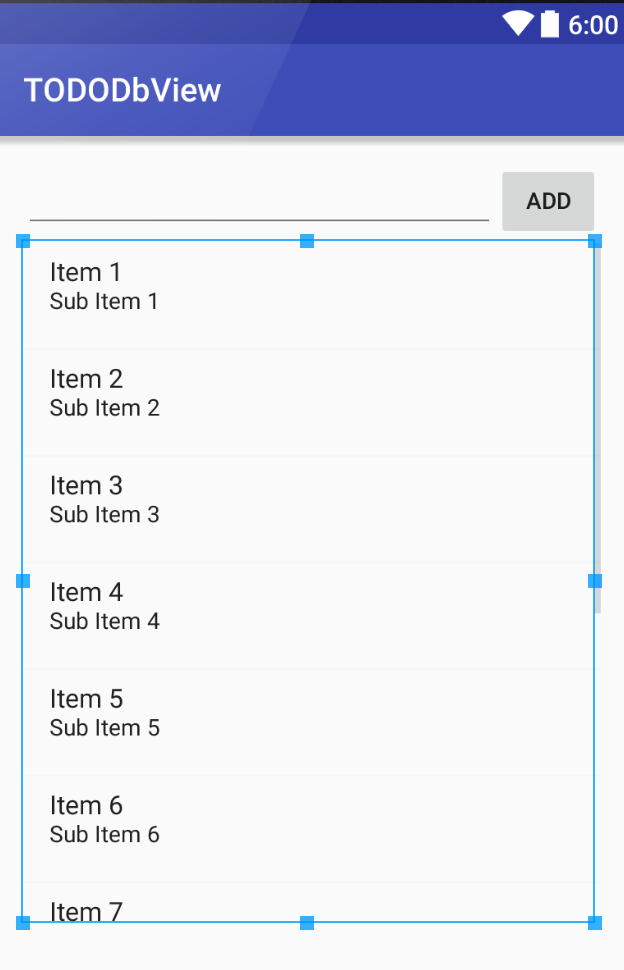 6:00
TODODbView
ADD
Item 1
Sub Item 1
Item 2
Sub Item 2
Item 3
Sub Item 3
Item 4
Sub Item 4
Item 5
Sub Item 5
Item 6
Sub Item 6
Item 7